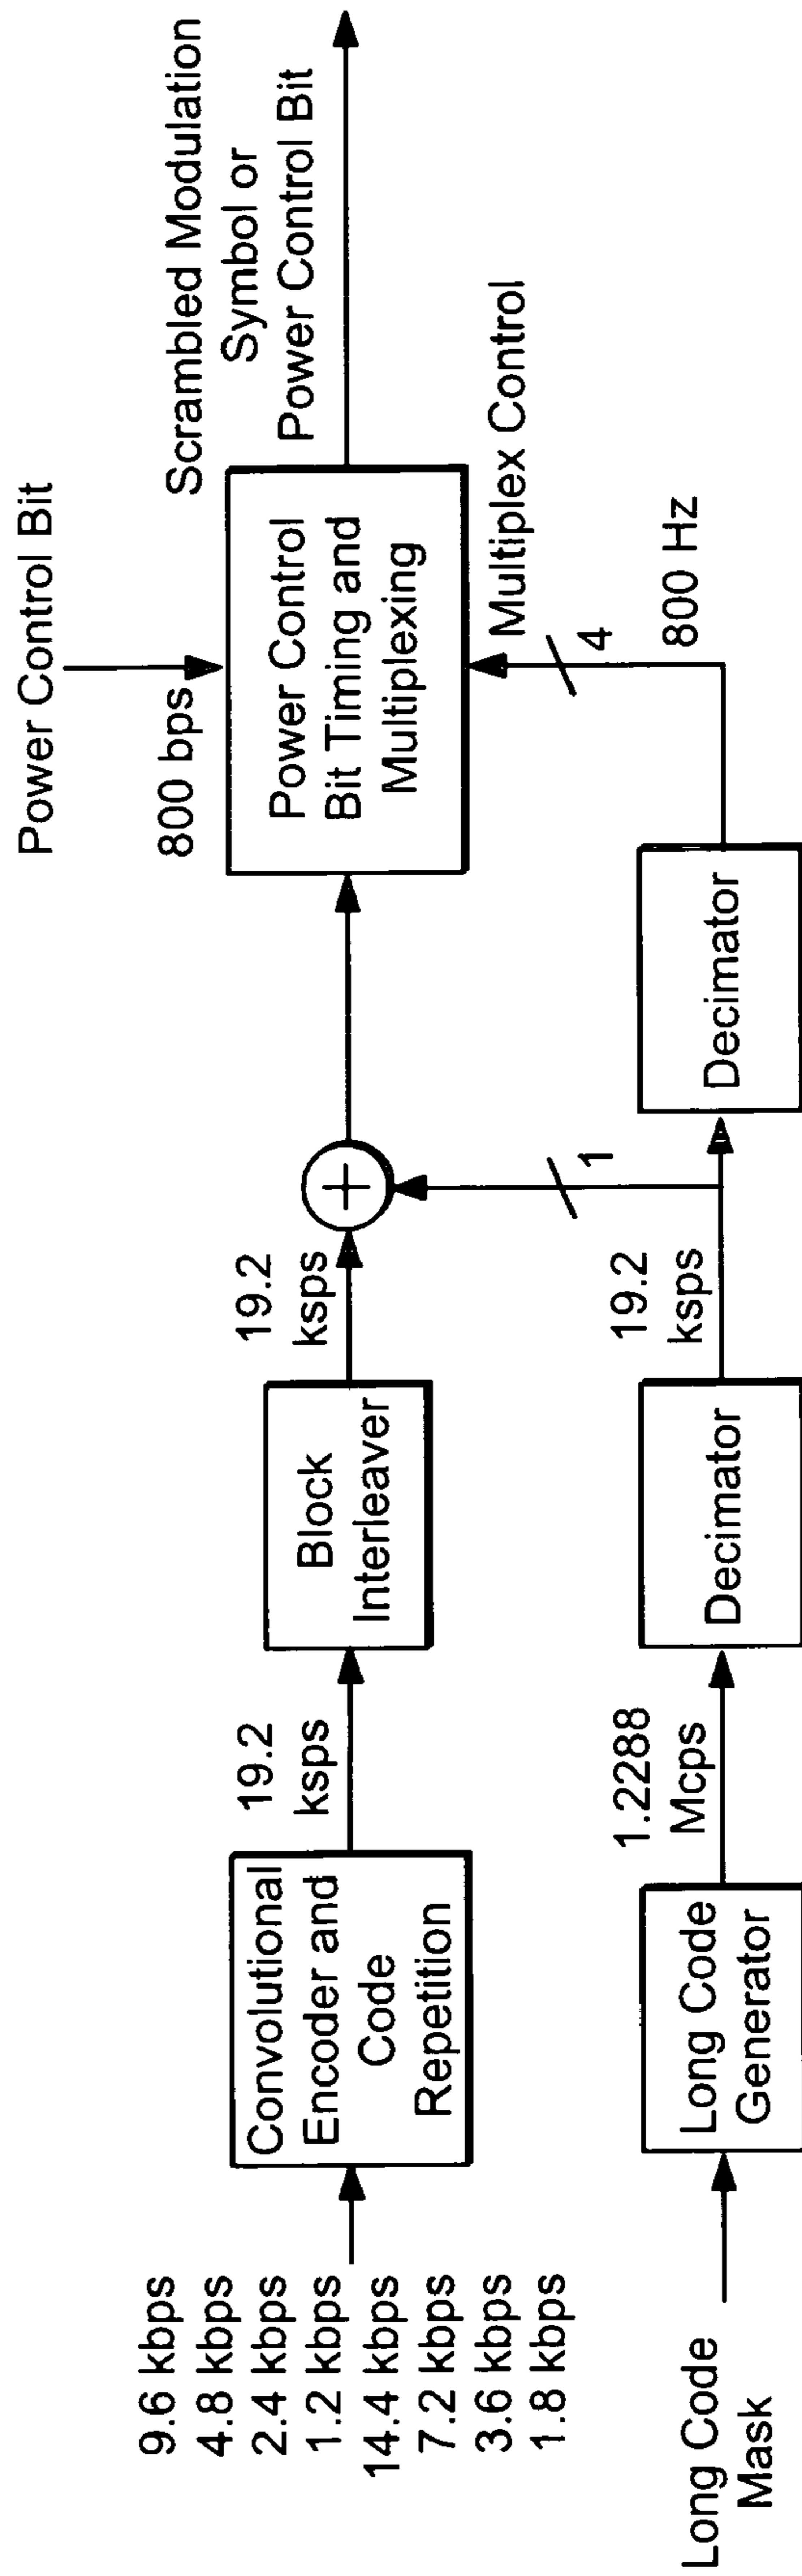 Power Control Bit
800 bps
Scrambled Modulation
Symbol or
Power Control Bit
9.6 kbps
4.8 kbps
2.4 kbps
1.2 kbps
14.4 kbps
7.2 kbps
3.6 kbps
1.8 kbps
Convolutional
Encoder and
Code
Repetition
19.2
ksps
Block
Interleaver
19.2
ksps
+
Power Control
Bit Timing and
Multiplexing
Multiplex Control
1
4
800 Hz
Long Code
Mask
Long Code
Generator
1.2288
Mcps
Decimator
19.2
ksps
Decimator